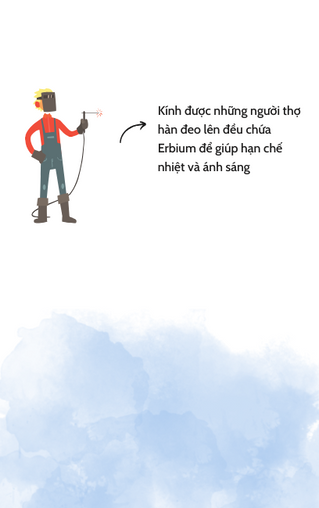 Kính được những người thợ
hàn đeo lên đều chứa
Erbium để giúp hạn chế
nhiệt và ánh sáng